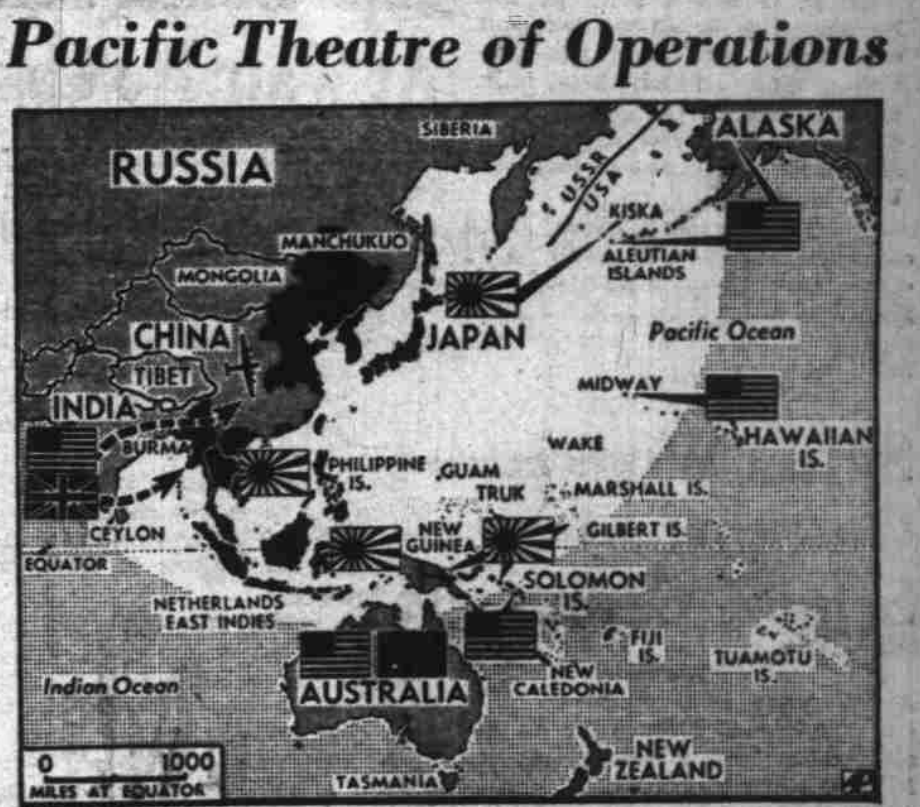 Pacific Theatre of Operations
SIBERIA
ALASKA
RUSSIA
USSR
USA
KISKA
MANCHUKUO
ALEUTIAN
ISLANDS
MONGOLIA
CHINA
JAPAN
Pacific Ocean
TIBET
MIDWAY
INDIA
BURMA
WAKE
HAWAIIAN
IS.
PHILIPPINE
IS.
GUAM
TRUK
MARSHALL IS.
CEYLON
NEW
GUINEA
GILBERT IS.
EQUATOR
SOLOMON
IS.
NETHERLANDS
EAST INDIES
FIJI
IS.
TUAMOTU
IS.
NEW
CALEDONIA
Indian Ocean
AUSTRALIA
0 1000
MILES AT EQUATOR
TASMANIA
NEW
ZEALAND